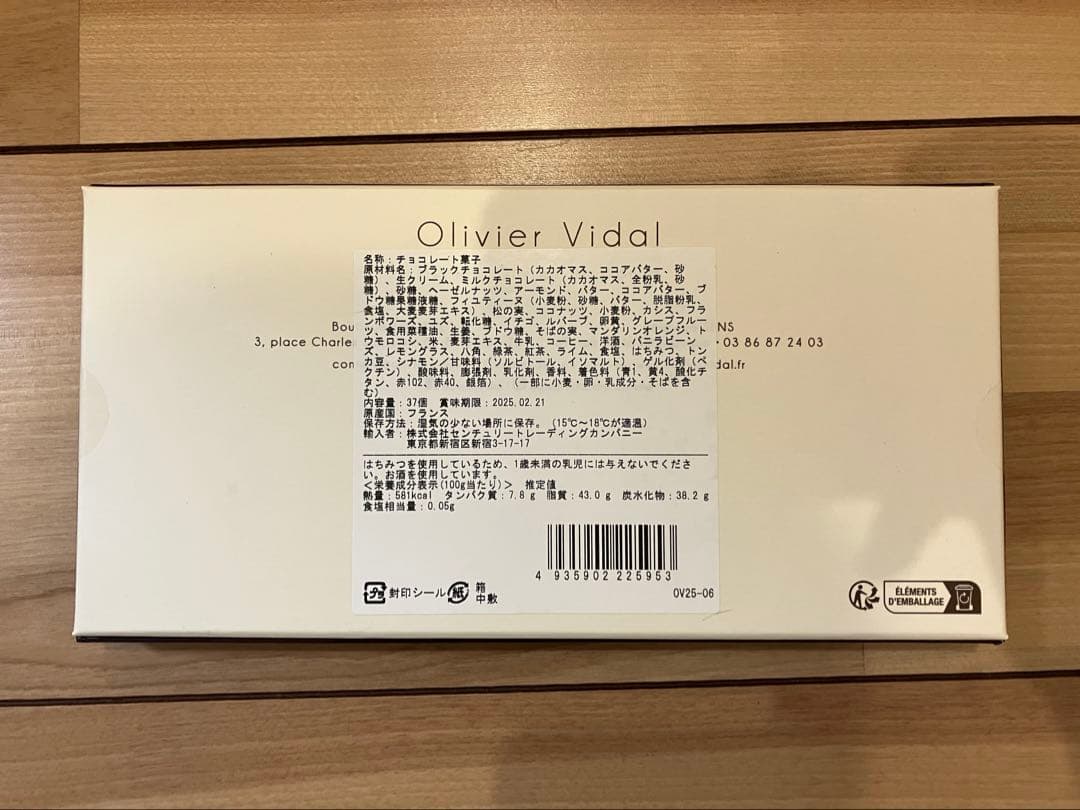 Olivier Vidal
名称：チョコレート菓子
原材料名：ブラックチョコレート（カカオマス、ココアバター、砂
糖）、生クリーム、ミルクチョコレート（カカオマス、全粉乳、砂
糖）、砂糖、ヘーゼルナッツ、アーモンド、バター、ココアバター、ブ
ドウ糖果糖液糖、フィユティーヌ（小麦粉、砂糖、バター、脱脂粉乳、
食塩、大麦麦芽エキス）、松の実、ココナッツ、小麦粉、カシス、フラ
ンボワーズ、ユズ、転化糖、イチゴ、ルバーブ、卵黄、グレープフルー
ツ、食用菜種油、生姜、ブドウ糖、そばの実、マンダリンオレンジ、ト
ウモロコシ、米、麦芽エキス、牛乳、コーヒー、洋酒、バニラビーン
ズ、レモングラス、八角、緑茶、紅茶、ライム、食塩、はちみつ、トン
カ豆、シナモン／甘味料（ソルビトール、イソマルト）、ゲル化剤（ペ
クチン）、酸味料、膨張剤、乳化剤、香料、着色料（青1、黄4、酸化チ
タン、赤102、赤40、銀箔）、（一部に小麦・卵・乳成分・そばを含
む）
内容量：37個　賞味期限：2025.02.21
原産国：フランス
保存方法：湿気の少ない場所に保存。（15℃～18℃が適温）
輸入者：株式会社センチュリートレーディングカンパニー
東京都新宿区新宿3-17-17
Bou NS
3, place Charle • 03 86 87 24 03
con dal.fr
はちみつを使用しているため、1歳未満の乳児には与えないでくださ
い。お酒を使用しています。
＜栄養成分表示(100g当たり)＞　推定値
熱量：581kcal　タンパク質：7.8g　脂質：43.0g　炭水化物：38.2g
食塩相当量：0.05g
4 935902 225953
プラ 封印シール 紙 箱
中敷
OV25-06
ÉLÉMENTS
D'EMBALLAGE